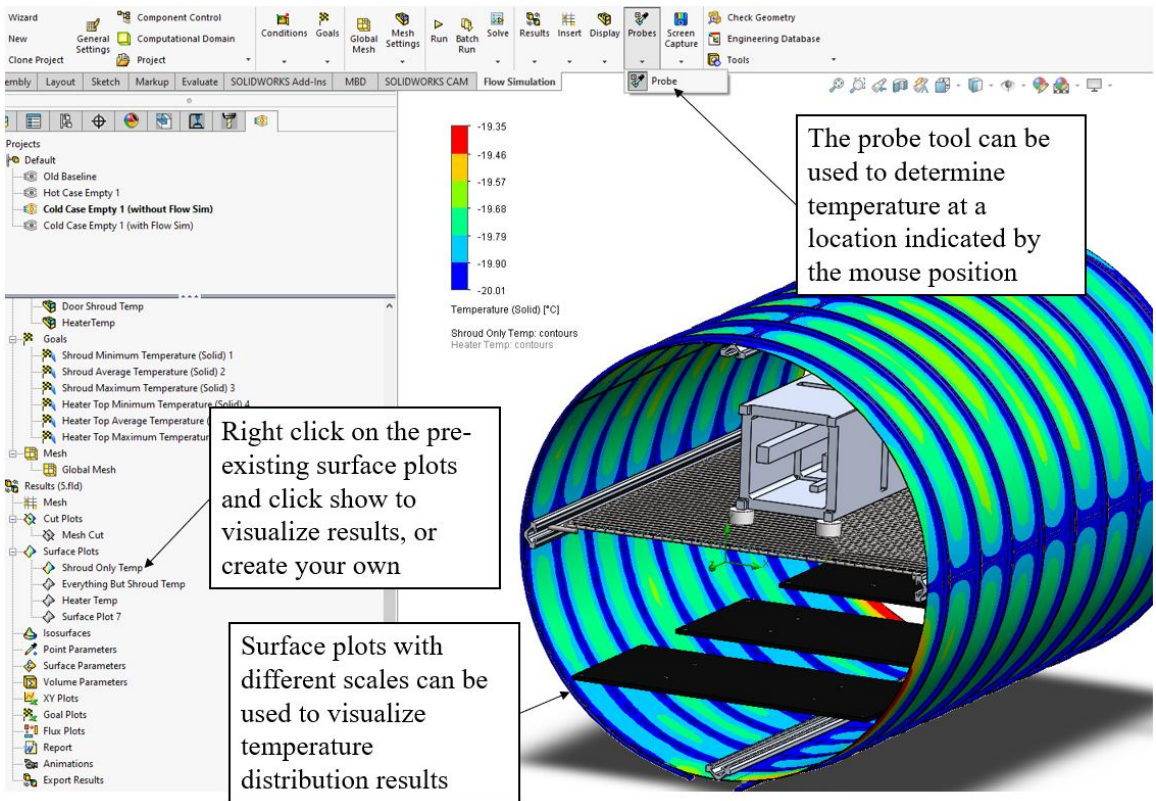 Wizard
New
Clone Project
General Settings
Component Control
Computational Domain
Project
Conditions
Goals
Global Mesh
Mesh Settings
Run
Batch Run
Solve
Results
Insert
Display
Probes
Screen Capture
Check Geometry
Engineering Database
Tools
embly Layout Sketch Markup Evaluate SOLIDWORKS Add-Ins MBD SOLIDWORKS CAM Flow Simulation
Probe
Projects
Default
Old Baseline
Hot Case Empty 1
Cold Case Empty 1 (without Flow Sim)
Cold Case Empty 1 (with Flow Sim)
Door Shroud Temp
HeaterTemp
Goals
Shroud Minimum Temperature (Solid) 1
Shroud Average Temperature (Solid) 2
Shroud Maximum Temperature (Solid) 3
Heater Top Minimum Temperature (Solid) 4
Heater Top Average Temperature (
Heater Top Maximum Temperatur
Mesh
Global Mesh
Results (5.fld)
Mesh
Cut Plots
Mesh Cut
Surface Plots
Shroud Only Temp
Everything But Shroud Temp
Heater Temp
Surface Plot 7
Isosurfaces
Point Parameters
Surface Parameters
Volume Parameters
XY Plots
Goal Plots
Flux Plots
Report
Animations
Export Results
-19.35
-19.46
-19.57
-19.68
-19.79
-19.90
-20.01
Temperature (Solid) [°C]
Shroud Only Temp: contours
Heater Temp: contours
The probe tool can be
used to determine
temperature at a
location indicated by
the mouse position
Right click on the pre-
existing surface plots
and click show to
visualize results, or
create your own
Surface plots with
different scales can be
used to visualize
temperature
distribution results